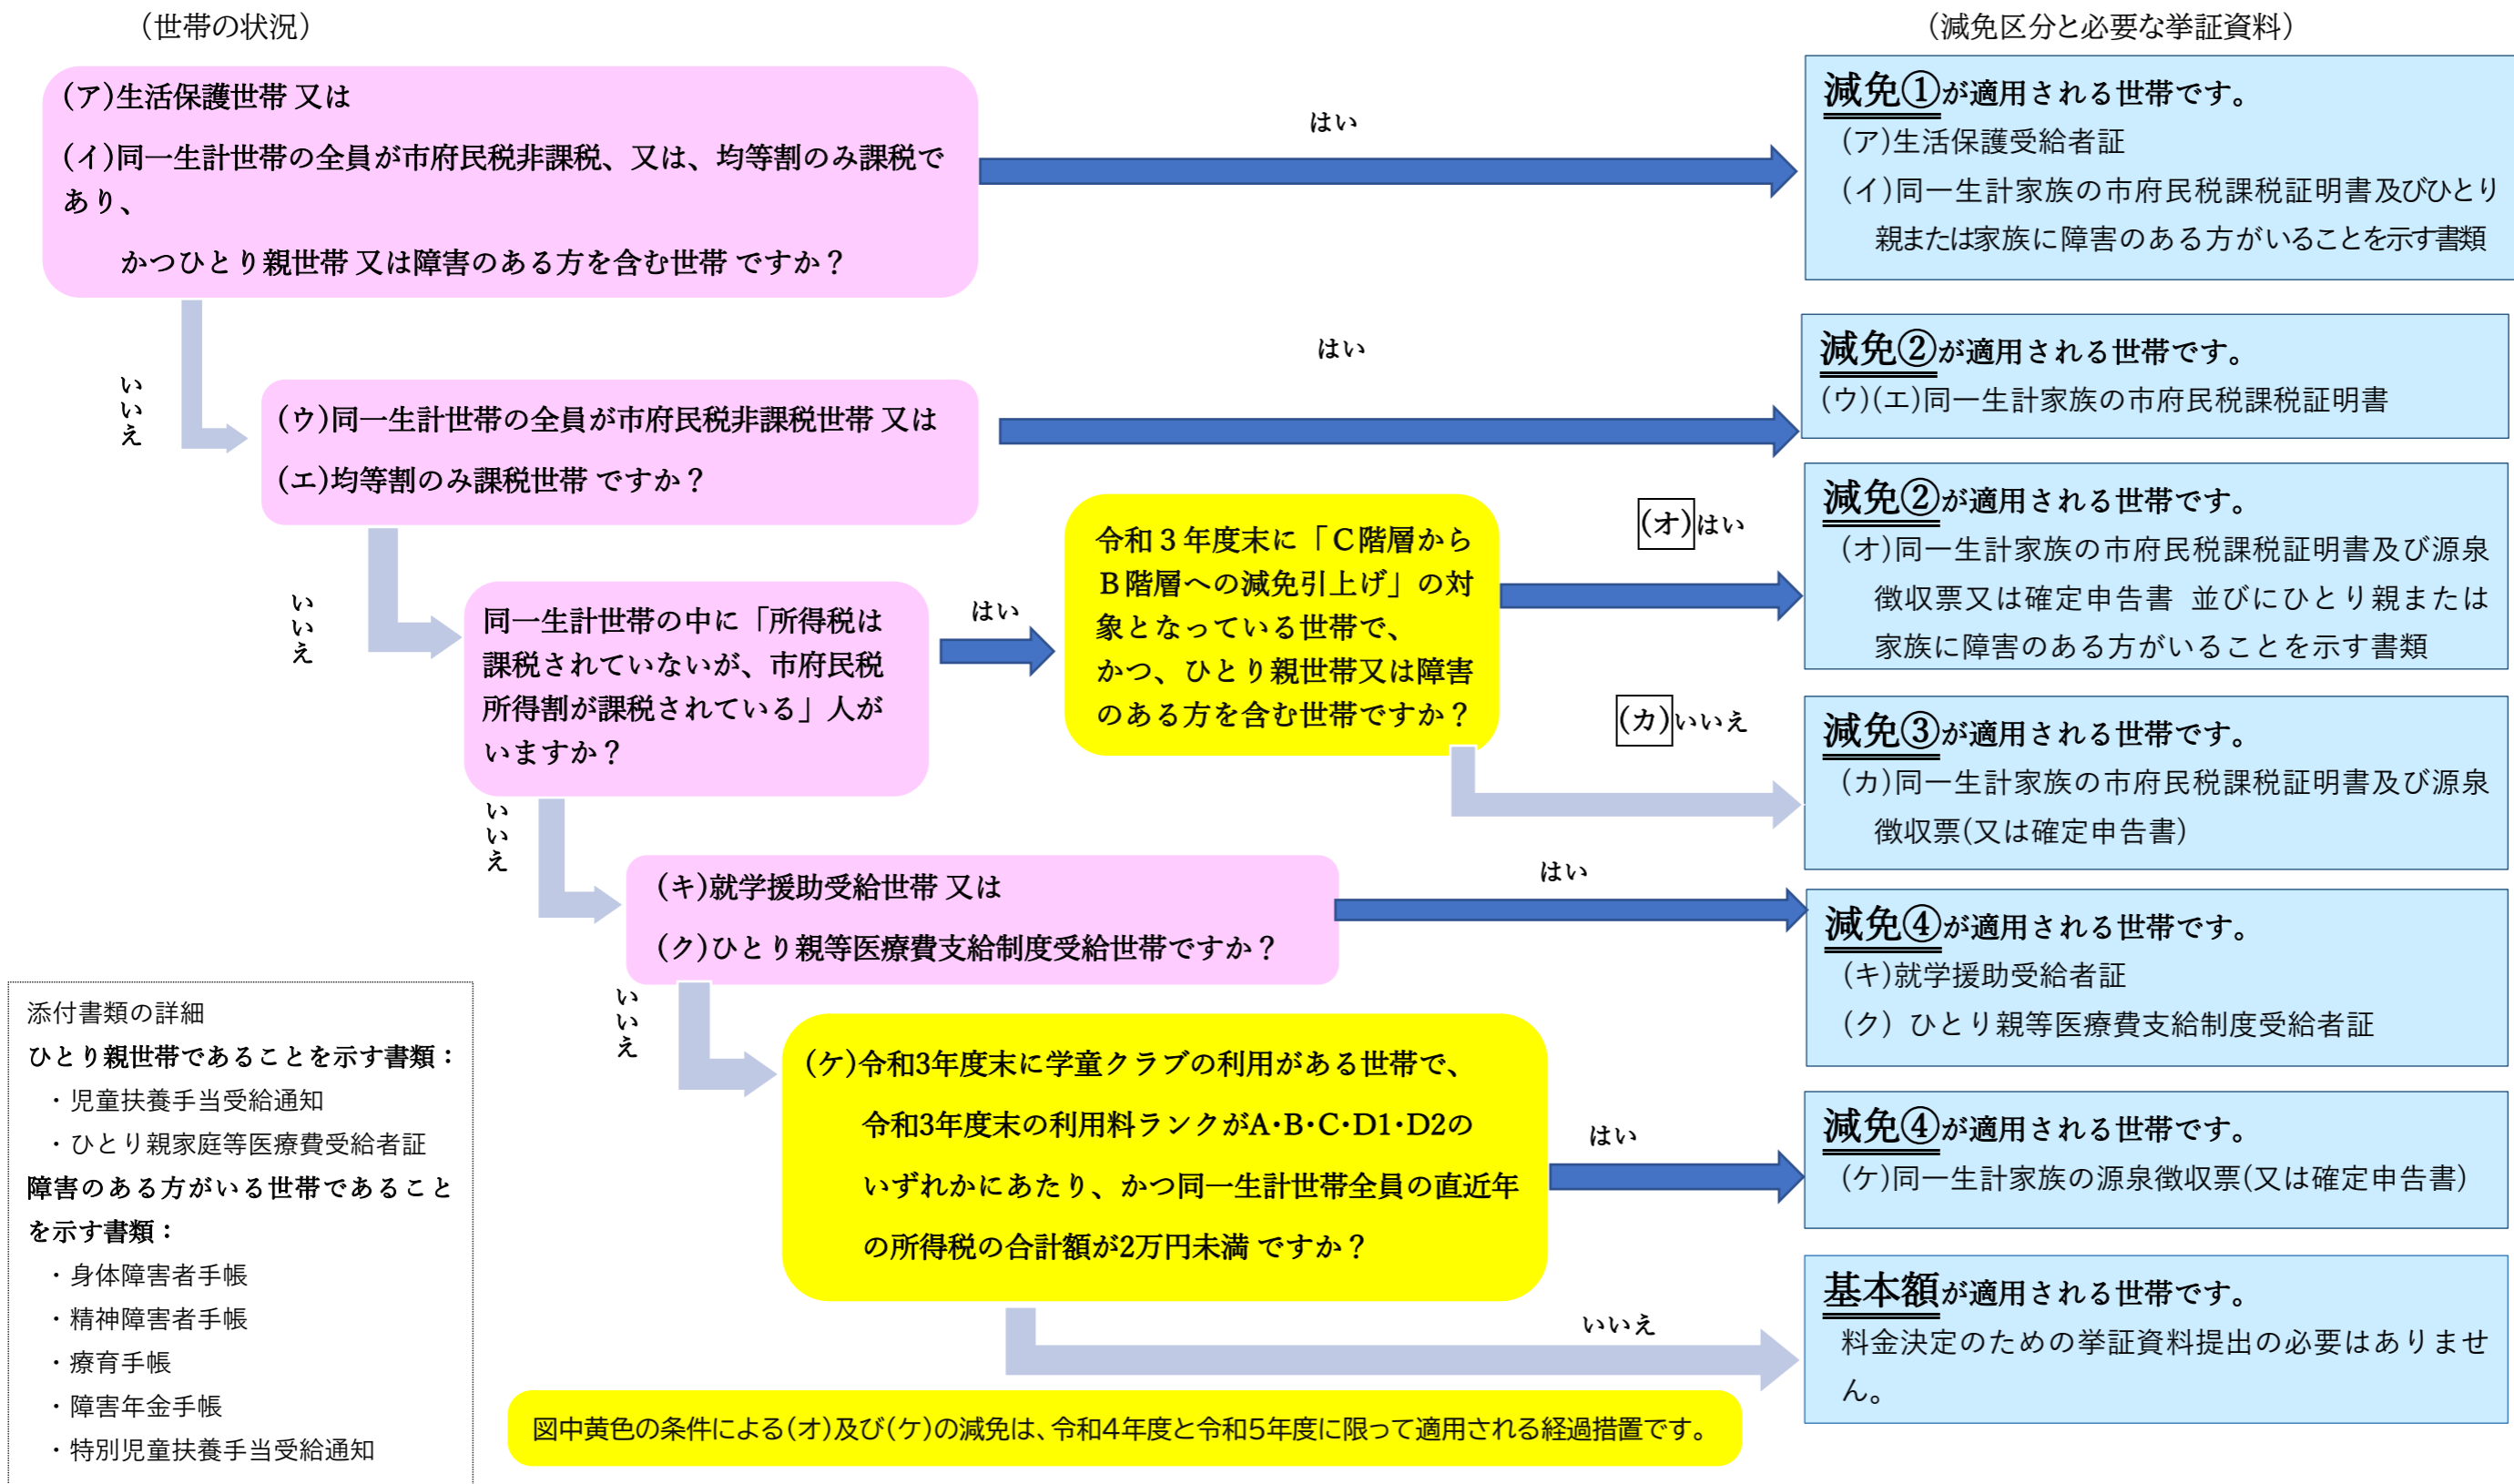 （世帯の状況）
（減免区分と必要な挙証資料）
(ア)生活保護世帯 又は
(イ)同一生計世帯の全員が市府民税非課税、又は、均等割のみ課税で
あり、
かつひとり親世帯 又は障害のある方を含む世帯 ですか？
はい
減免①が適用される世帯です。
(ア)生活保護受給者証
(イ)同一生計家族の市府民税課税証明書及びひとり
親または家族に障害のある方がいることを示す書類
いいえ
(ウ)同一生計世帯の全員が市府民税非課税世帯 又は
(エ)均等割のみ課税世帯 ですか？
はい
減免②が適用される世帯です。
(ウ)(エ)同一生計家族の市府民税課税証明書
いいえ
同一生計世帯の中に「所得税は
課税されていないが、市府民税
所得割が課税されている」人が
いますか？
はい
令和３年度末に「Ｃ階層から
Ｂ階層への減免引上げ」の対
象となっている世帯で、
かつ、ひとり親世帯又は障害
のある方を含む世帯ですか？
(オ)はい
減免②が適用される世帯です。
(オ)同一生計家族の市府民税課税証明書及び源泉
徴収票又は確定申告書 並びにひとり親または
家族に障害のある方がいることを示す書類
(カ)いいえ
減免③が適用される世帯です。
(カ)同一生計家族の市府民税課税証明書及び源泉
徴収票(又は確定申告書)
いいえ
(キ)就学援助受給世帯 又は
(ク)ひとり親等医療費支給制度受給世帯ですか？
はい
減免④が適用される世帯です。
(キ)就学援助受給者証
(ク) ひとり親等医療費支給制度受給者証
いいえ
(ケ)令和3年度末に学童クラブの利用がある世帯で、
令和3年度末の利用料ランクがA･B･C･D1･D2の
いずれかにあたり、かつ同一生計世帯全員の直近年
の所得税の合計額が2万円未満 ですか？
はい
減免④が適用される世帯です。
(ケ)同一生計家族の源泉徴収票(又は確定申告書)
いいえ
基本額が適用される世帯です。
料金決定のための挙証資料提出の必要はありませ
ん。
添付書類の詳細
ひとり親世帯であることを示す書類：
・児童扶養手当受給通知
・ひとり親家庭等医療費受給者証
障害のある方がいる世帯であること
を示す書類：
・身体障害者手帳
・精神障害者手帳
・療育手帳
・障害年金手帳
・特別児童扶養手当受給通知
図中黄色の条件による(オ)及び(ケ)の減免は、令和4年度と令和5年度に限って適用される経過措置です。